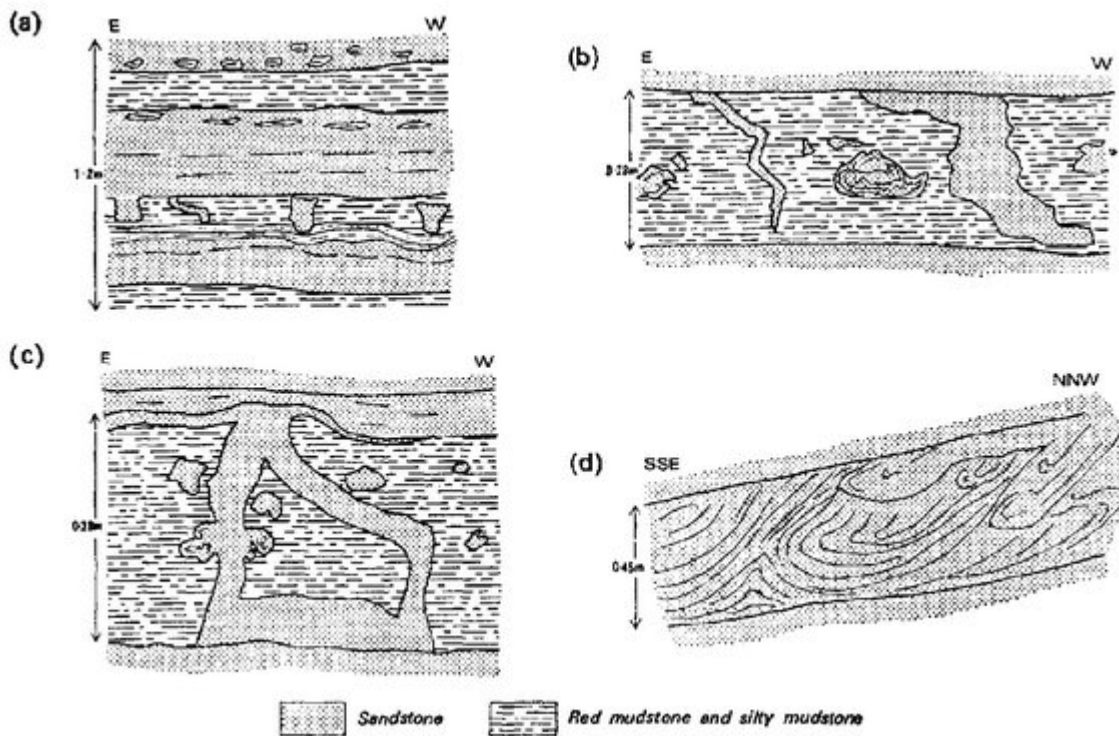 (a)
E W
1·2m
(b)
E W
(c)
E W
(d)
SSE
NNW
0·45m
Sandstone
Red mudstone and silty mudstone